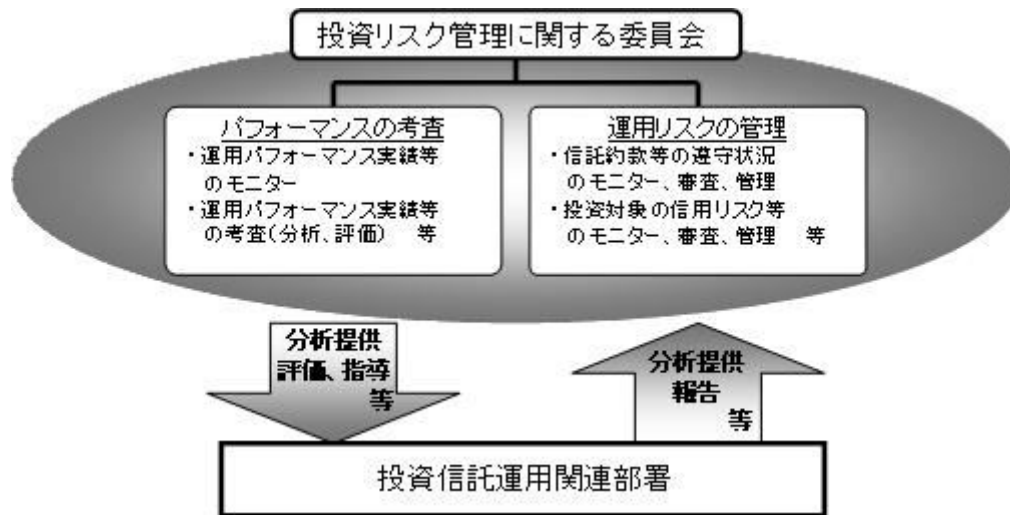 投資リスク管理に関する委員会
パフォーマンスの考査
・運用パフォーマンス実績等
のモニター
・運用パフォーマンス実績等
の考査(分析、評価) 等
運用リスクの管理
・信託約款等の遵守状況
のモニター、審査、管理
・投資対象の信用リスク等
のモニター、審査、管理 等
分析提供
評価、指導
等
分析提供
報告
等
投資信託運用関連部署